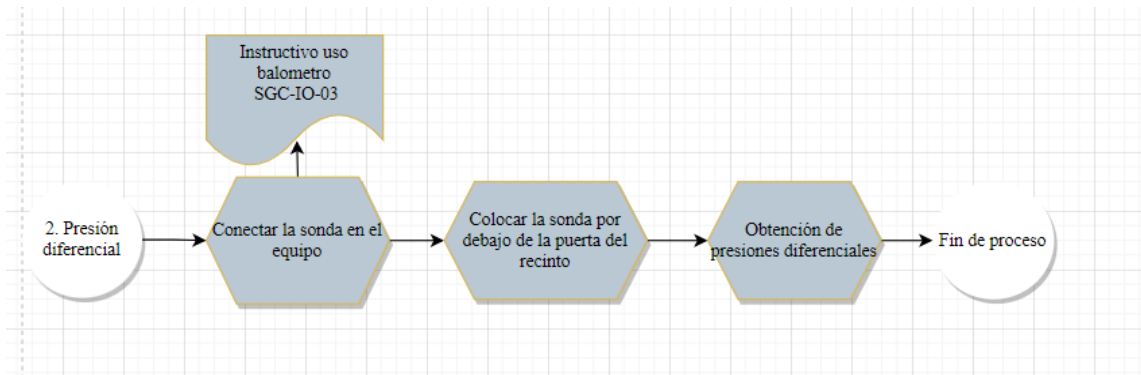 Instructivo uso
balometro
SGC-IO-03
2. Presión
diferencial
Conectar la sonda en el
equipo
Colocar la sonda por
debajo de la puerta del
recinto
Obtención de
presiones diferenciales
Fin de proceso